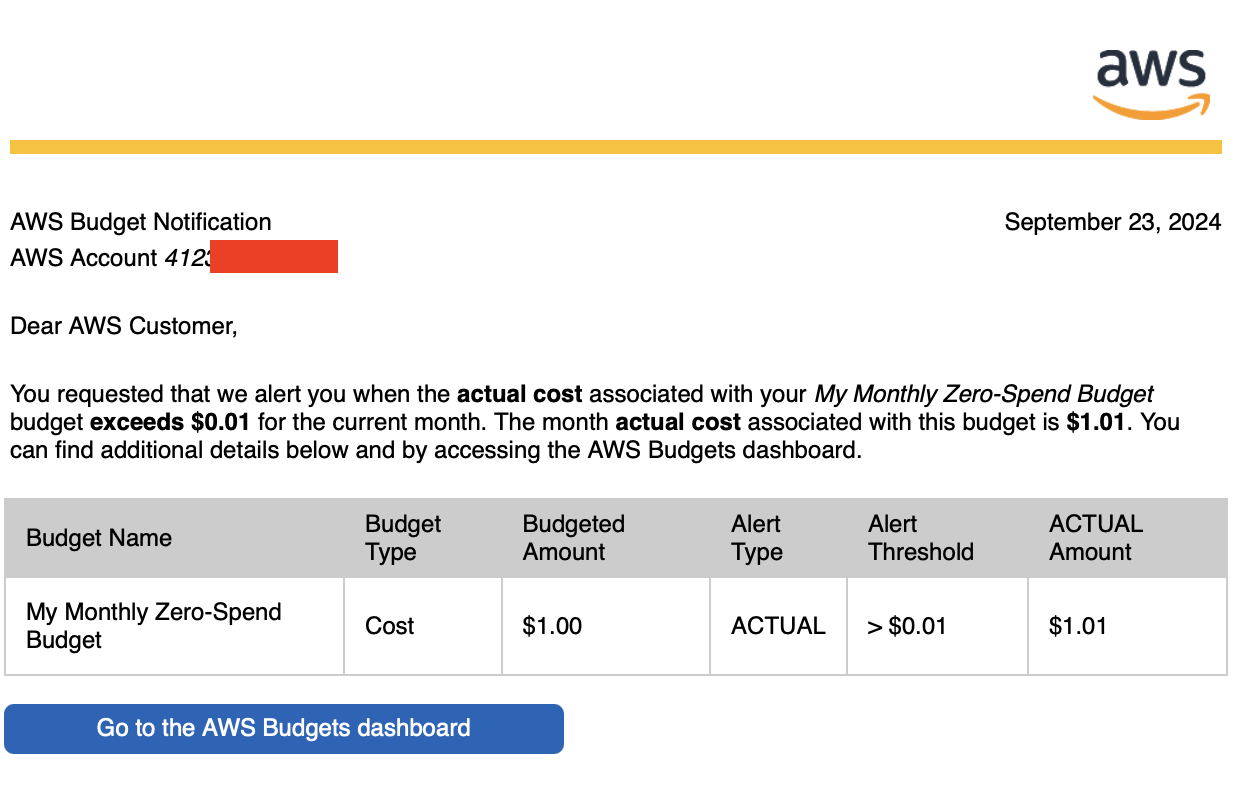 aws
AWS Budget Notification
September 23, 2024
AWS Account 4123
Dear AWS Customer,
You requested that we alert you when the actual cost associated with your My Monthly Zero-Spend Budget
budget exceeds $0.01 for the current month. The month actual cost associated with this budget is $1.01. You
can find additional details below and by accessing the AWS Budgets dashboard.
Budget Name
Budget
Type
Budgeted
Amount
Alert
Type
Alert
Threshold
ACTUAL
Amount
My Monthly Zero-Spend
Budget
Cost
$1.00
ACTUAL
> $0.01
$1.01
Go to the AWS Budgets dashboard